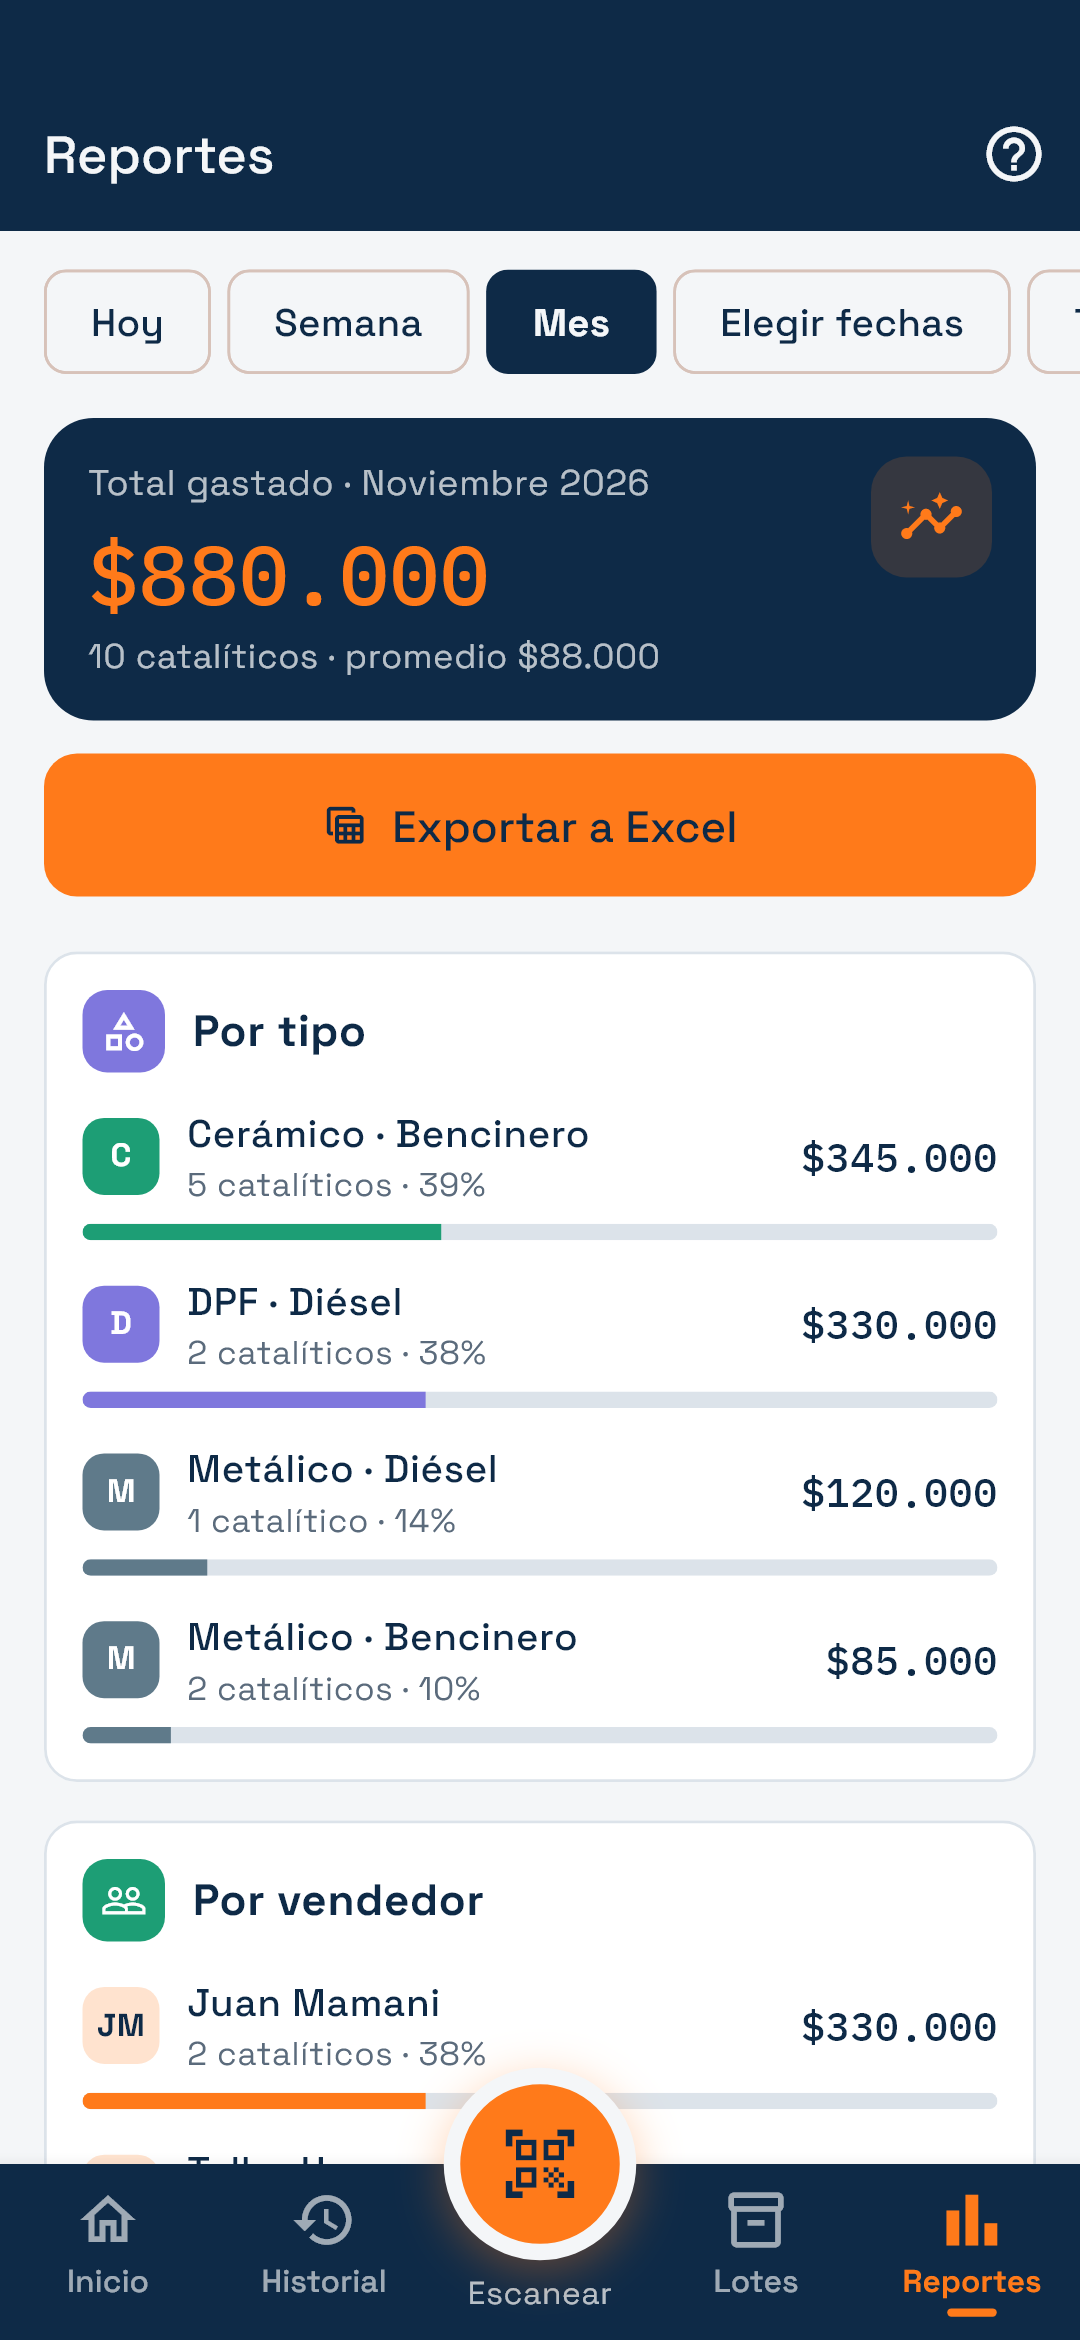 Reportes
Hoy
Semana
Mes
Elegir fechas
Total gastado · Noviembre 2026
$880.000
10 catalíticos · promedio $88.000
Exportar a Excel
Por tipo
C
Cerámico · Bencinero
5 catalíticos · 39%
$345.000
D
DPF · Diésel
2 catalíticos · 38%
$330.000
M
Metálico · Diésel
1 catalítico · 14%
$120.000
M
Metálico · Bencinero
2 catalíticos · 10%
$85.000
Por vendedor
JM
Juan Mamani
2 catalíticos · 38%
$330.000
Inicio
Historial
Escanear
Lotes
Reportes